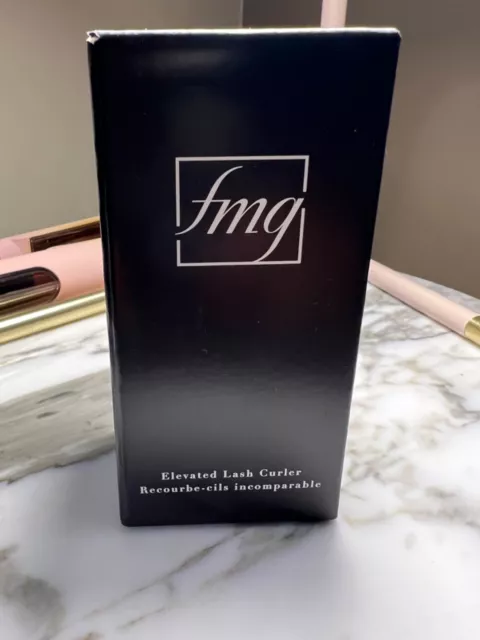 fmg
Elevated Lash Curler
Recourbe-cils incomparable